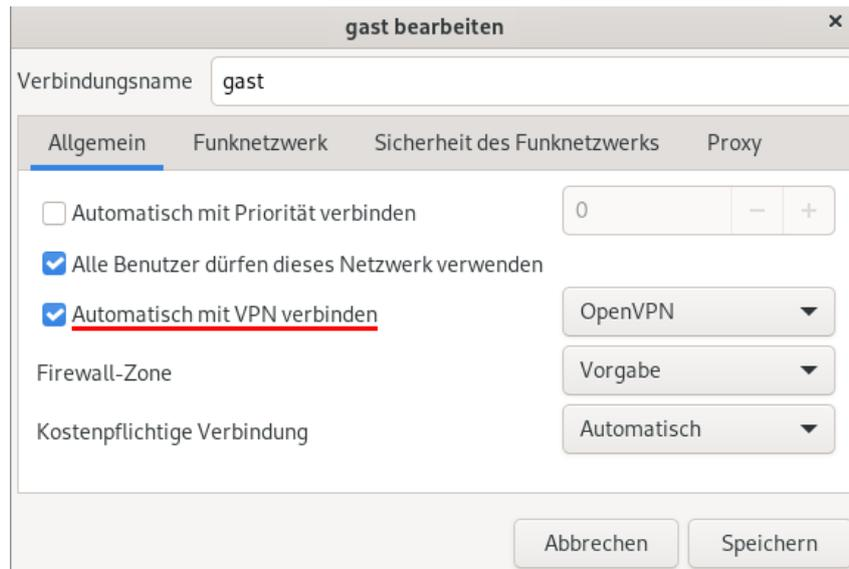 gast bearbeiten ×
Verbindungsname gast
Allgemein Funknetzwerk Sicherheit des Funknetzwerks Proxy
Automatisch mit Priorität verbinden 0 − +
Alle Benutzer dürfen dieses Netzwerk verwenden
Automatisch mit VPN verbinden OpenVPN
Firewall-Zone Vorgabe
Kostenpflichtige Verbindung Automatisch
Abbrechen Speichern